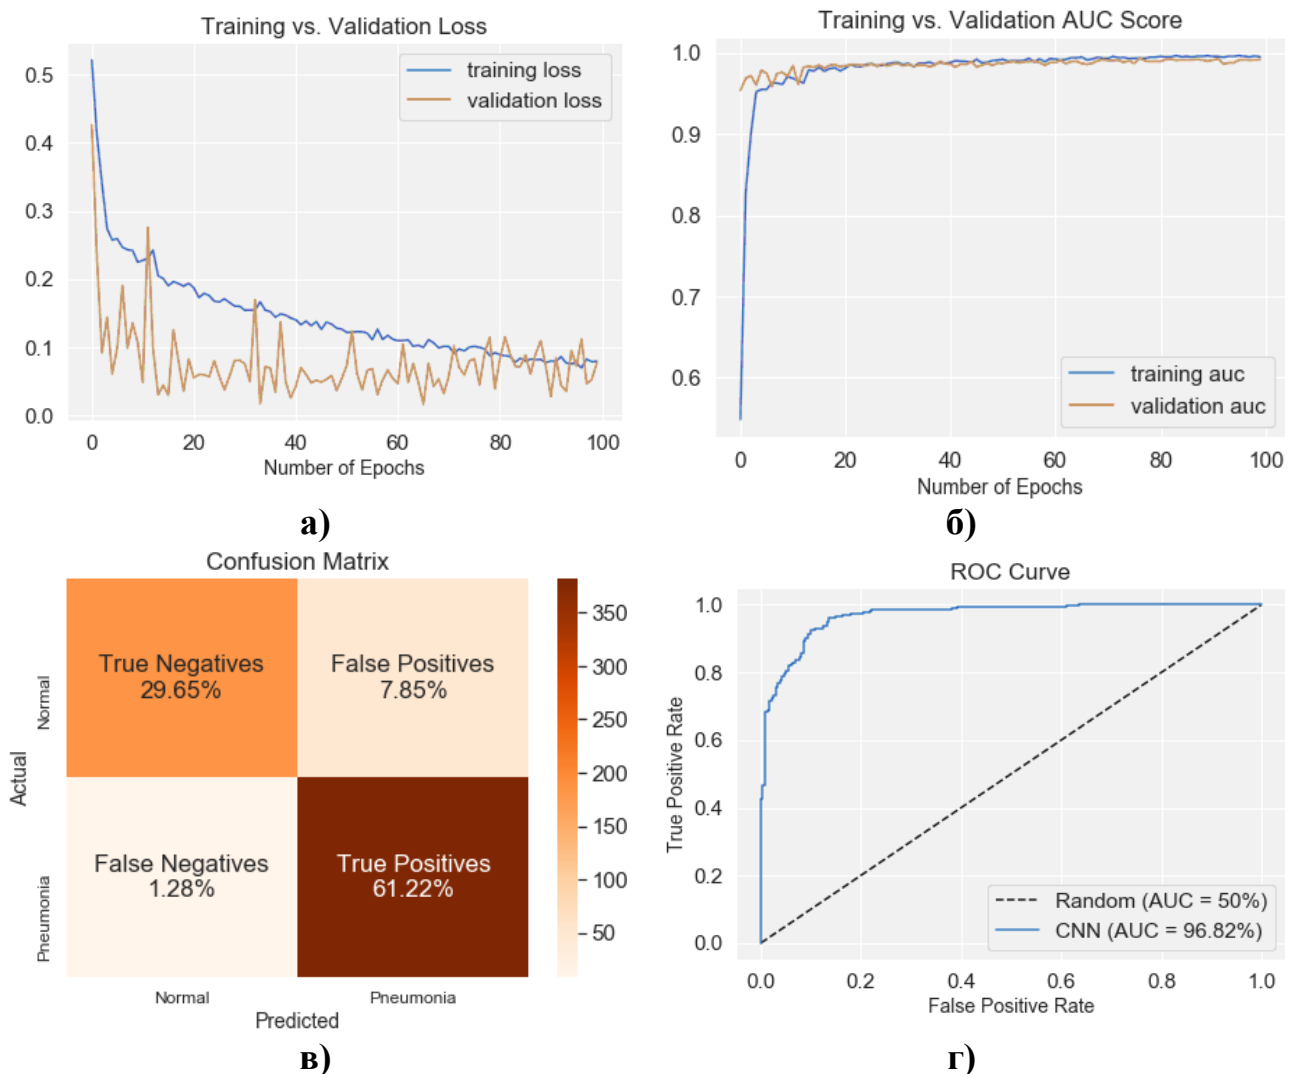 Training vs. Validation Loss
0.5
0.4
0.3
0.2
0.1
0.0
training loss
validation loss
0 20 40 60 80 100
Number of Epochs
а)
Training vs. Validation AUC Score
1.0
0.9
0.8
0.7
0.6
training auc
validation auc
0 20 40 60 80 100
Number of Epochs
б)
Confusion Matrix
Actual
Normal
Pneumonia
True Negatives
29.65%
False Positives
7.85%
False Negatives
1.28%
True Positives
61.22%
Normal Pneumonia
Predicted
350
300
250
200
150
100
50
в)
ROC Curve
True Positive Rate
1.0
0.8
0.6
0.4
0.2
0.0
Random (AUC = 50%)
CNN (AUC = 96.82%)
0.0 0.2 0.4 0.6 0.8 1.0
False Positive Rate
г)